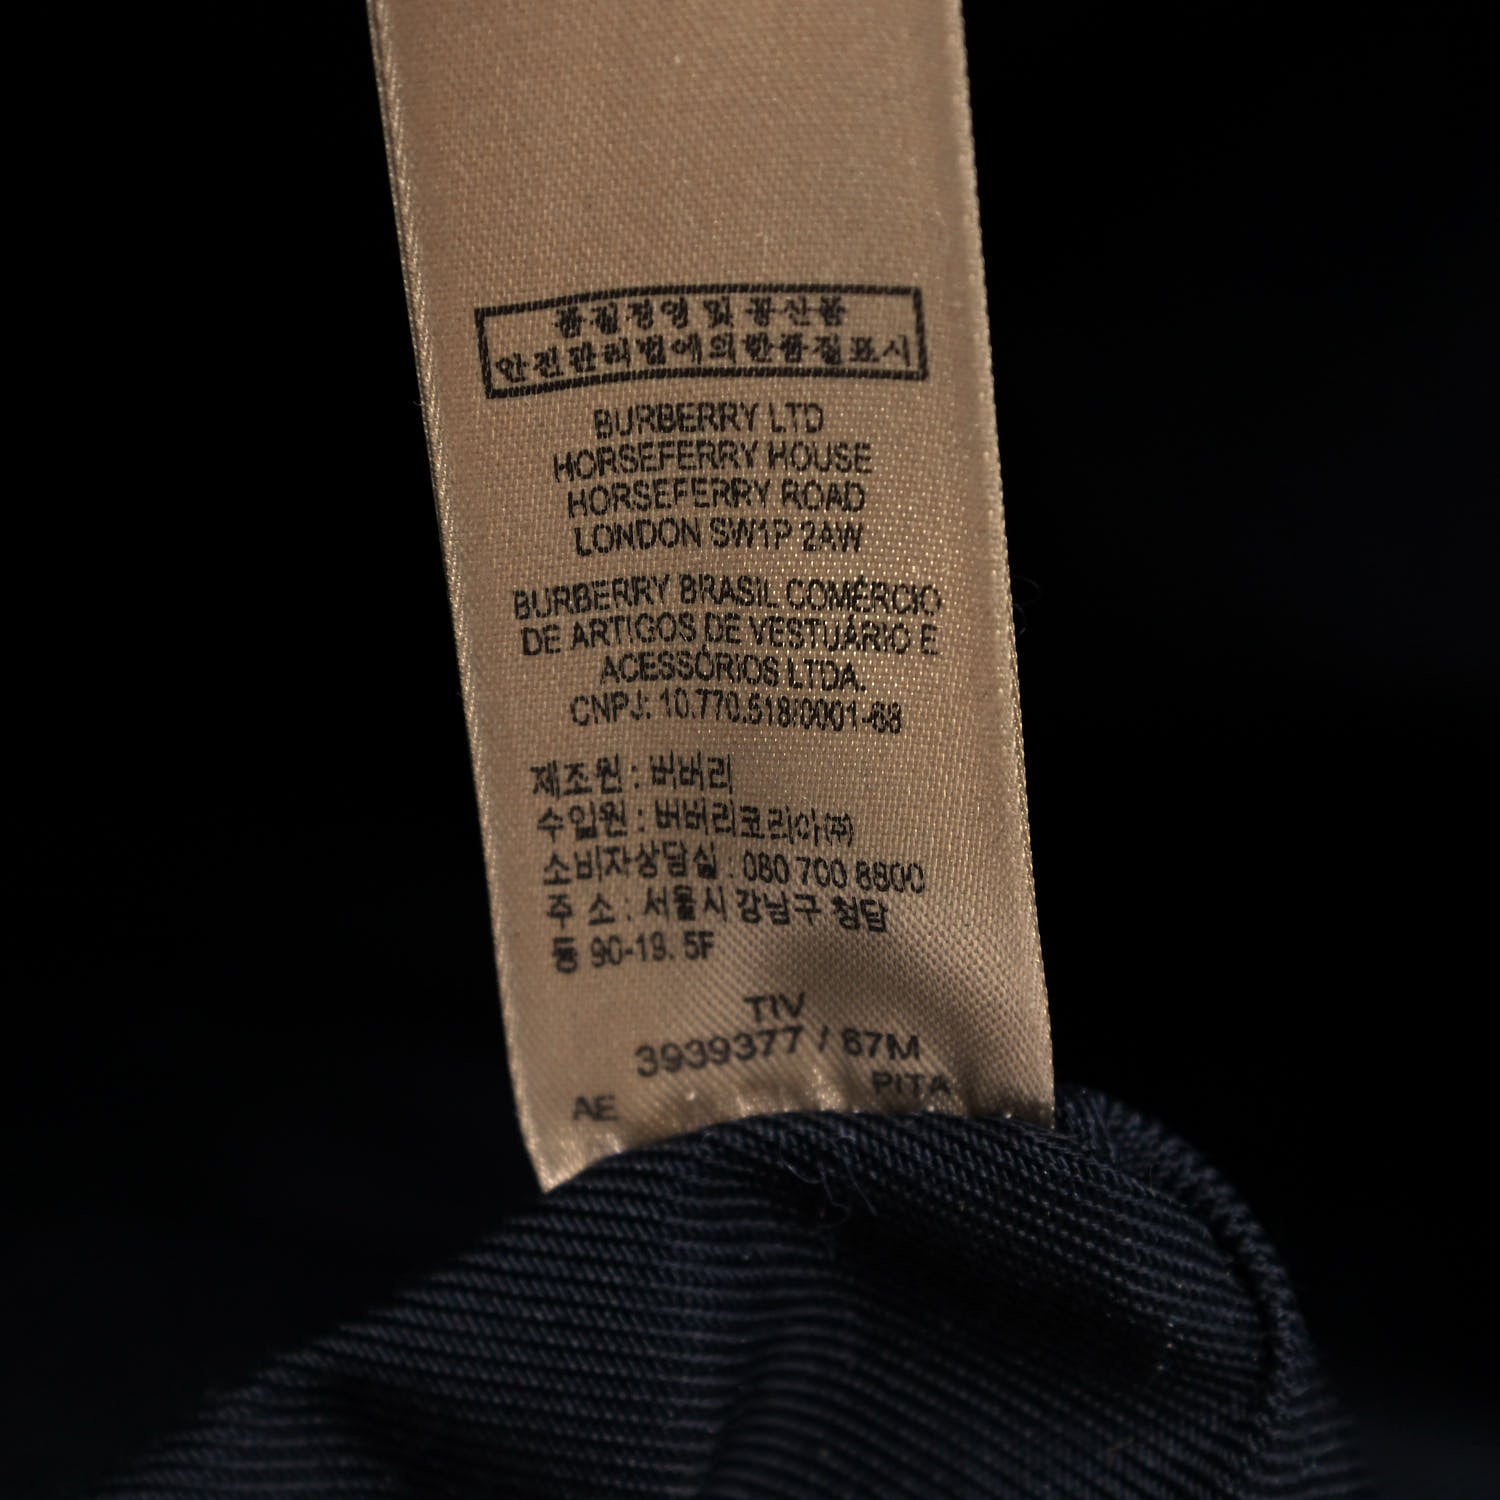 품질경영 및 공산품
안전관리법에의한품질표시
BURBERRY LTD
HORSEFERRY HOUSE
HORSEFERRY ROAD
LONDON SW1P 2AW
BURBERRY BRASIL COMÉRCIO
DE ARTIGOS DE VESTUÁRIO E
ACESSÓRIOS LTDA.
CNPJ: 10.770.518/0001-68
제조원 : 버버리
수입원 : 버버리코리아(주)
소비자상담실 : 080 700 8800
주 소 : 서울시 강남구 청담
동 90-19. 5F
TIV
3939377 / 67M
PITA
AE